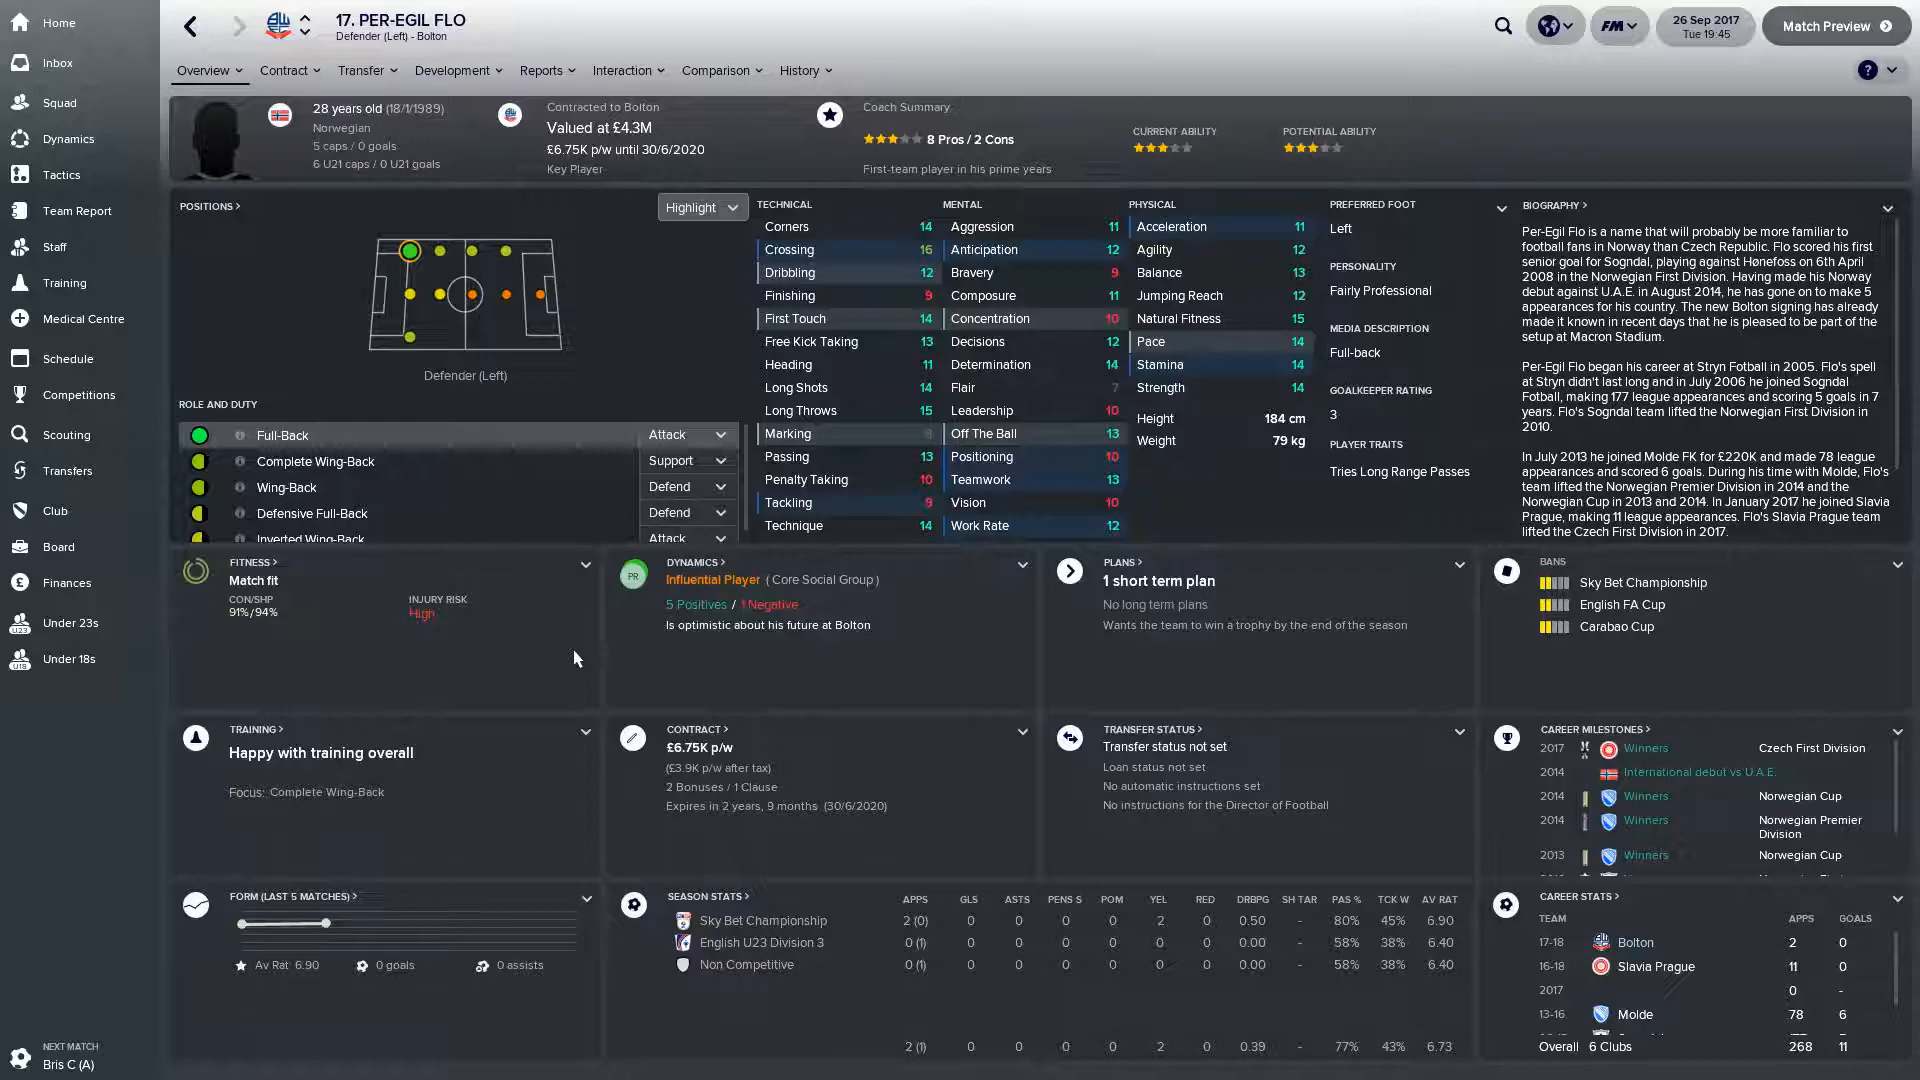 Home
Inbox
Squad
Dynamics
Tactics
Team Report
Staff
Training
Medical Centre
Schedule
Competitions
Scouting
Transfers
Club
Board
Finances
Under 23s
Under 18s
NEXT MATCH
Bris C (A)
17. PER-EGIL FLO
Defender (Left) - Bolton
FM
26 Sep 2017
Tue 19:45
Match Preview
Overview Contract Transfer Development Reports Interaction Comparison History
28 years old (18/1/1989)
Norwegian
5 caps / 0 goals
6 U21 caps / 0 U21 goals
Contracted to Bolton
Valued at £4.3M
£6.75K p/w until 30/6/2020
Key Player
Coach Summary
8 Pros / 2 Cons
First-team player in his prime years
CURRENT ABILITY
POTENTIAL ABILITY
POSITIONS >
Highlight
Defender (Left)
ROLE AND DUTY
Full-Back Attack
Complete Wing-Back Support
Wing-Back Defend
Defensive Full-Back Defend
Inverted Wing-Back Attack
TECHNICAL
Corners 14
Crossing 16
Dribbling 12
Finishing 9
First Touch 14
Free Kick Taking 13
Heading 11
Long Shots 14
Long Throws 15
Marking
Passing 13
Penalty Taking 10
Tackling 9
Technique 14
MENTAL
Aggression 11
Anticipation 12
Bravery 9
Composure 11
Concentration 10
Decisions 12
Determination 14
Flair 7
Leadership 10
Off The Ball 13
Positioning 10
Teamwork 13
Vision 10
Work Rate 12
PHYSICAL
Acceleration 11
Agility 12
Balance 13
Jumping Reach 12
Natural Fitness 15
Pace 14
Stamina 14
Strength 14
Height 184 cm
Weight 79 kg
PREFERRED FOOT
Left
PERSONALITY
Fairly Professional
MEDIA DESCRIPTION
Full-back
GOALKEEPER RATING
3
PLAYER TRAITS
Tries Long Range Passes
BIOGRAPHY >
Per-Egil Flo is a name that will probably be more familiar to
football fans in Norway than Czech Republic. Flo scored his first
senior goal for Sogndal, playing against Hønefoss on 6th April
2008 in the Norwegian First Division. Having made his Norway
debut against U.A.E. in August 2014, he has gone on to make 5
appearances for his country. The new Bolton signing has already
made it known in recent days that he is pleased to be part of the
setup at Macron Stadium.
Per-Egil Flo began his career at Stryn Fotball in 2005. Flo's spell
at Stryn didn't last long and in July 2006 he joined Sogndal
Fotball, making 177 league appearances and scoring 5 goals in 7
years. Flo's Sogndal team lifted the Norwegian First Division in
2010.
In July 2013 he joined Molde FK for £220K and made 78 league
appearances and scored 6 goals. During his time with Molde, Flo's
team lifted the Norwegian Premier Division in 2014 and the
Norwegian Cup in 2013 and 2014. In January 2017 he joined Slavia
Prague, making 11 league appearances. Flo's Slavia Prague team
lifted the Czech First Division in 2017.
FITNESS >
Match fit
CON/SHP
91%/94%
INJURY RISK
High
PR
DYNAMICS >
Influential Player (Core Social Group)
5 Positives / 1 Negative
Is optimistic about his future at Bolton
PLANS >
1 short term plan
No long term plans
Wants the team to win a trophy by the end of the season
BANS
Sky Bet Championship
English FA Cup
Carabao Cup
TRAINING >
Happy with training overall
Focus: Complete Wing-Back
CONTRACT >
£6.75K p/w
(£3.9K p/w after tax)
2 Bonuses / 1 Clause
Expires in 2 years, 9 months (30/6/2020)
TRANSFER STATUS >
Transfer status not set
Loan status not set
No automatic instructions set
No instructions for the Director of Football
CAREER MILESTONES >
2017 Winners Czech First Division
2014 International debut vs U.A.E.
2014 Winners Norwegian Cup
2014 Winners Norwegian Premier
Division
2013 Winners Norwegian Cup
FORM (LAST 5 MATCHES) >
Av Rat 6.90 0 goals 0 assists
SEASON STATS > APPS GLS ASTS PENS S POM YEL RED DRBPG SH TAR PAS % TCK W AV RAT
Sky Bet Championship 2 (0) 0 0 0 0 2 0 0.50 - 80% 45% 6.90
English U23 Division 3 0 (1) 0 0 0 0 0 0 0.00 - 58% 38% 6.40
Non Competitive 0 (1) 0 0 0 0 0 0 0.00 - 58% 38% 6.40
2 (1) 0 0 0 0 2 0 0.39 - 77% 43% 6.73
CAREER STATS >
TEAM APPS GOALS
17-18 Bolton 2 0
16-18 Slavia Prague 11 0
2017 0 -
13-16 Molde 78 6
Overall 6 Clubs 268 11